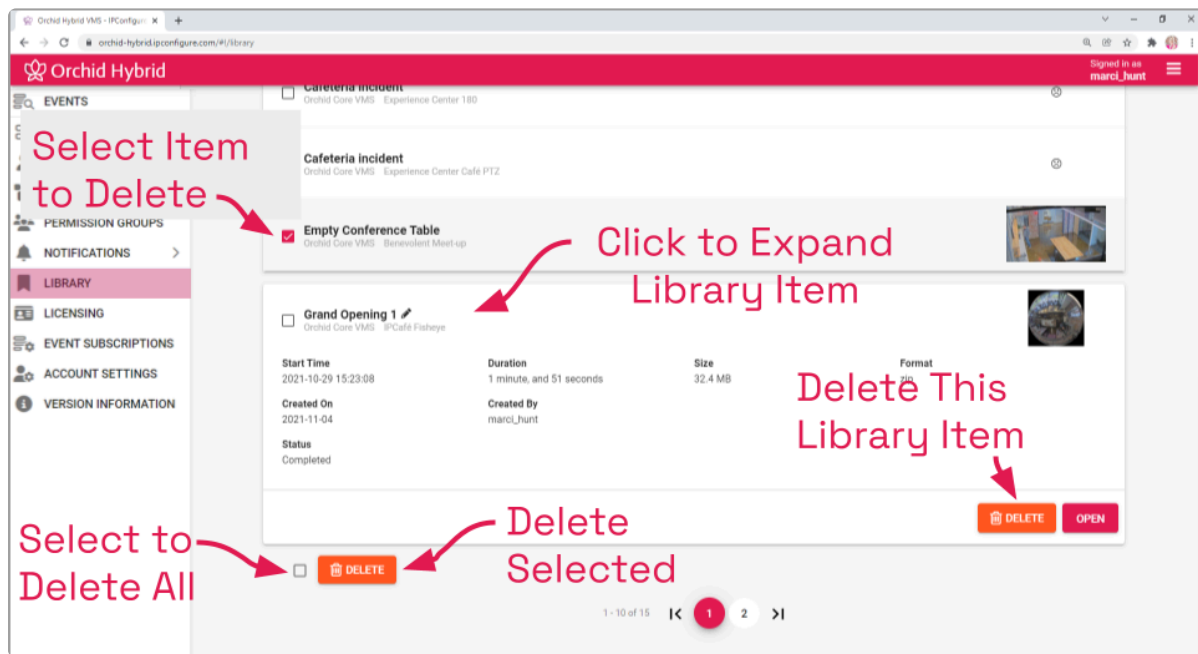 Orchid Hybrid VMS - IPConfigur
orchid-hybrid.ipconfigure.com/#!/library
Orchid Hybrid
Signed in as
marci_hunt
EVENTS
Select Item
to Delete
PERMISSION GROUPS
NOTIFICATIONS
LIBRARY
LICENSING
EVENT SUBSCRIPTIONS
ACCOUNT SETTINGS
VERSION INFORMATION
Cafeteria incident
Orchid Core VMS Experience Center 180
Cafeteria incident
Orchid Core VMS Experience Center Café PTZ
Empty Conference Table
Orchid Core VMS Benevolent Meet-up
Click to Expand
Library Item
Grand Opening 1
Orchid Core VMS IPCafé Fisheye
Start Time Duration Size Format
2021-10-29 15:23:08 1 minute, and 51 seconds 32.4 MB zip
Created On Created By
2021-11-04 marci_hunt
Status
Completed
Delete This
Library Item
DELETE OPEN
Select to
Delete All
DELETE
Delete
Selected
1 - 10 of 15 1 2